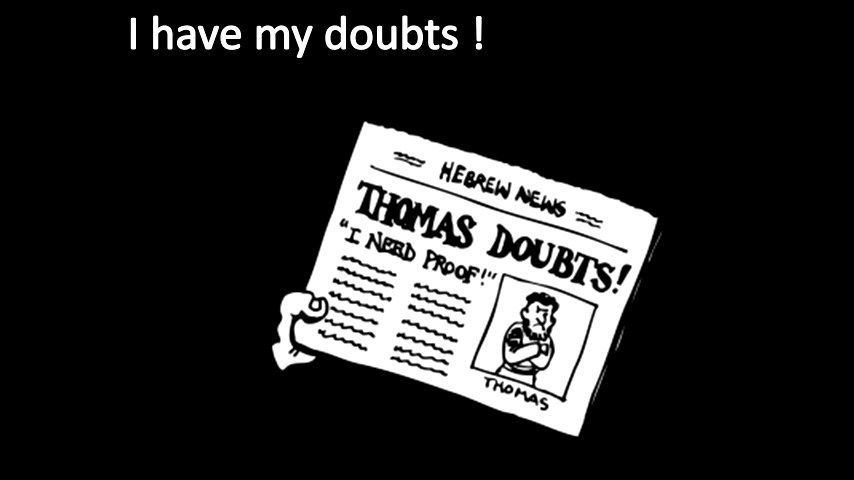 I have my doubts !
HEBREW NEWS
THOMAS DOUBTS!
"I NEED PROOF!"
THOMAS